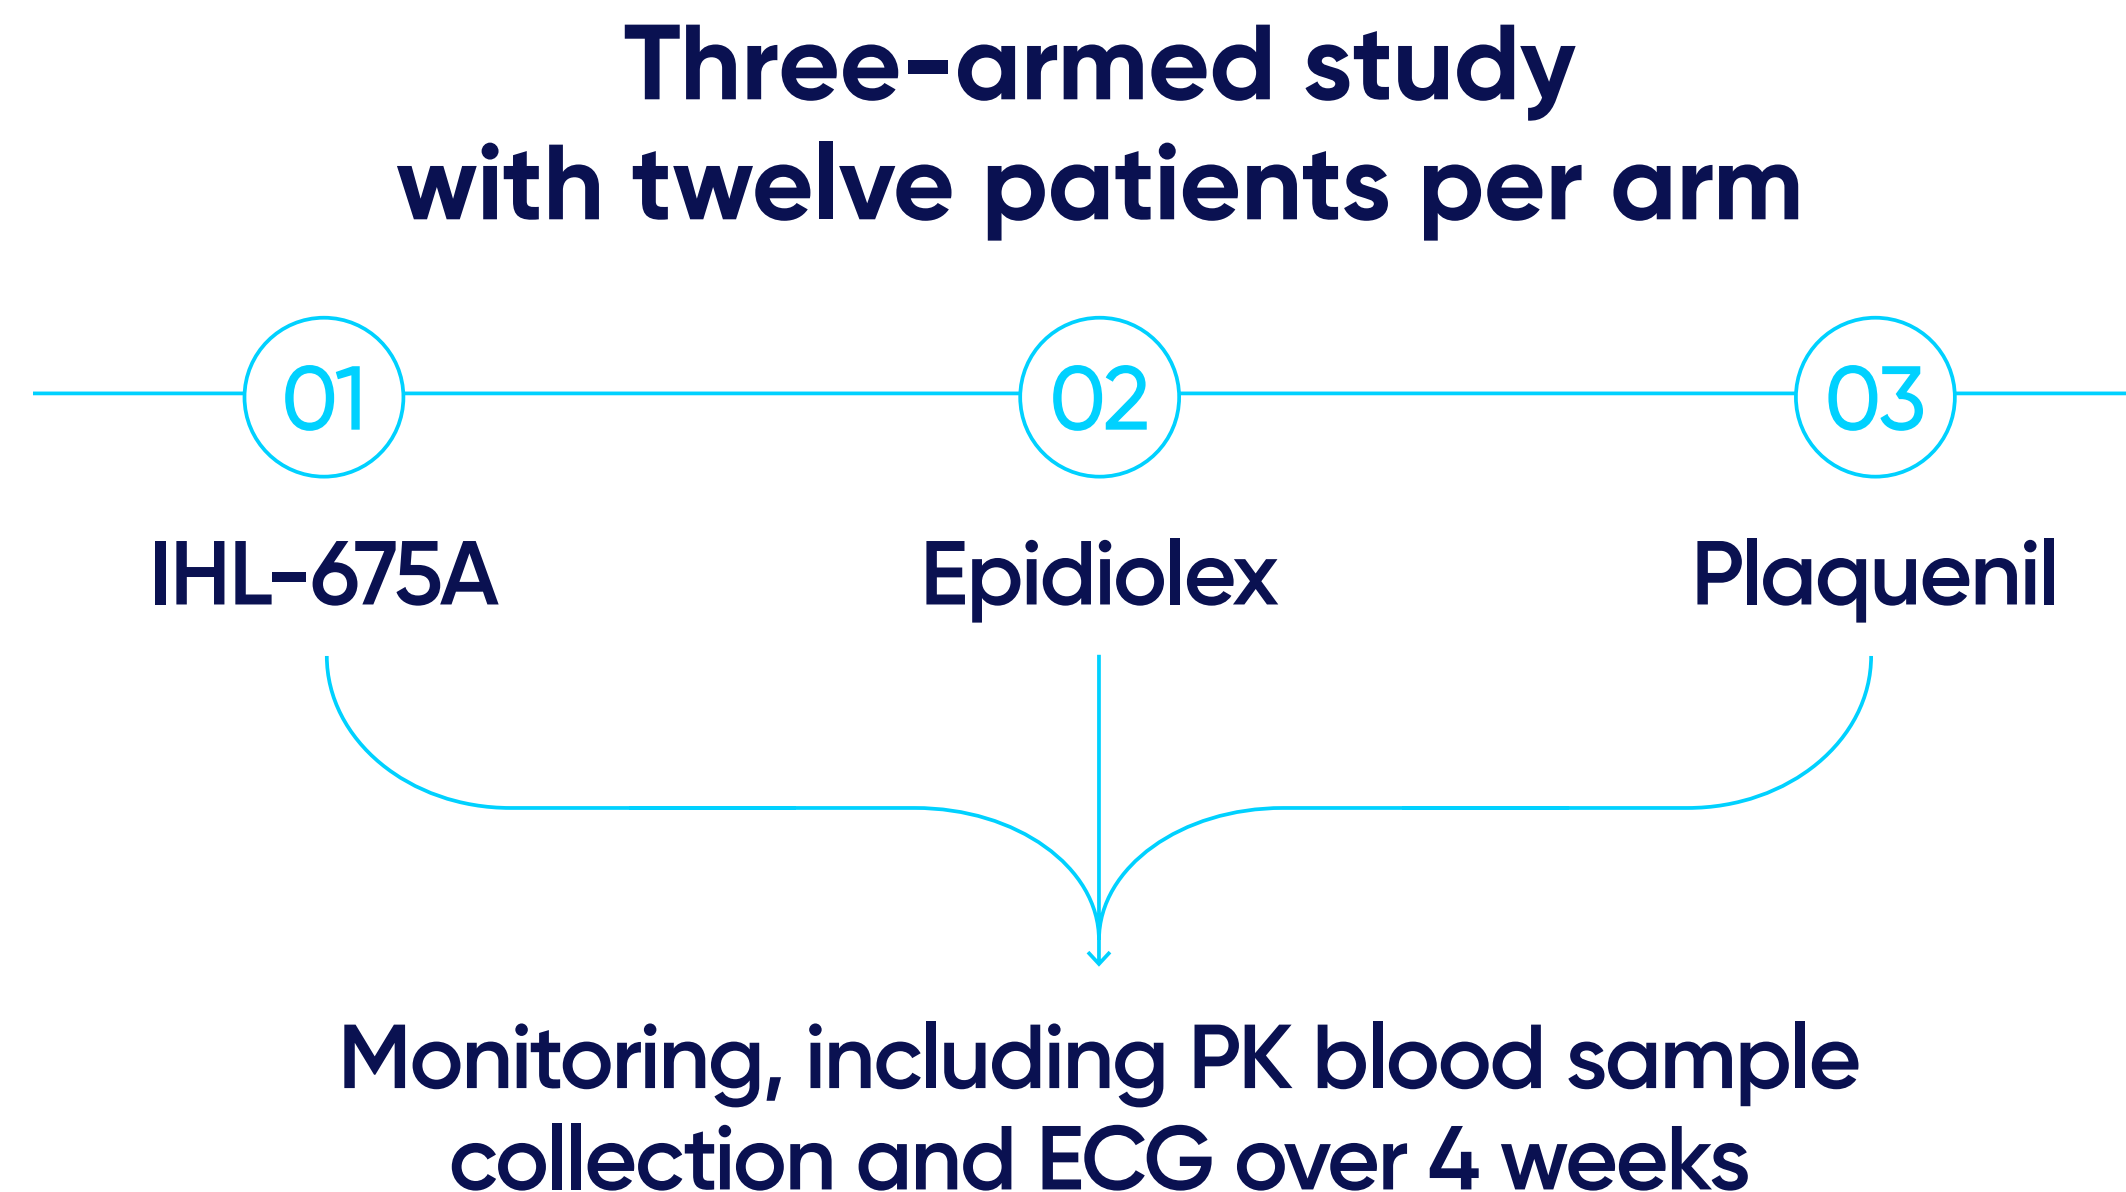 Three-armed study
with twelve patients per arm
01
02
03
IHL-675A
Epidiolex
Plaquenil
Monitoring, including PK blood sample
collection and ECG over 4 weeks